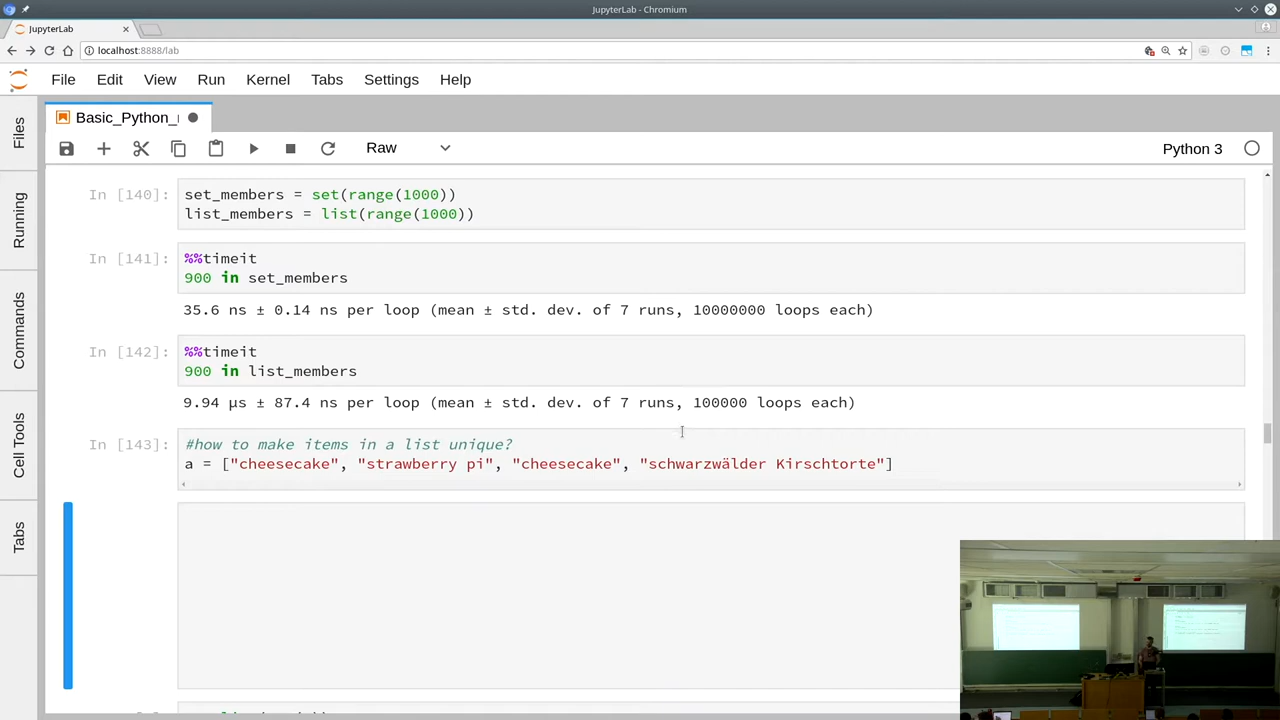 JupyterLab - Chromium
JupyterLab
localhost:8888/lab
File Edit View Run Kernel Tabs Settings Help
Basic_Python_
Raw
Python 3
Files
Running
Commands
Cell Tools
Tabs
In [140]:
set_members = set(range(1000))
list_members = list(range(1000))
In [141]:
%%timeit
900 in set_members
35.6 ns ± 0.14 ns per loop (mean ± std. dev. of 7 runs, 10000000 loops each)
In [142]:
%%timeit
900 in list_members
9.94 µs ± 87.4 ns per loop (mean ± std. dev. of 7 runs, 100000 loops each)
In [143]:
#how to make items in a list unique?
a = ["cheesecake", "strawberry pi", "cheesecake", "schwarzwälder Kirschtorte"]